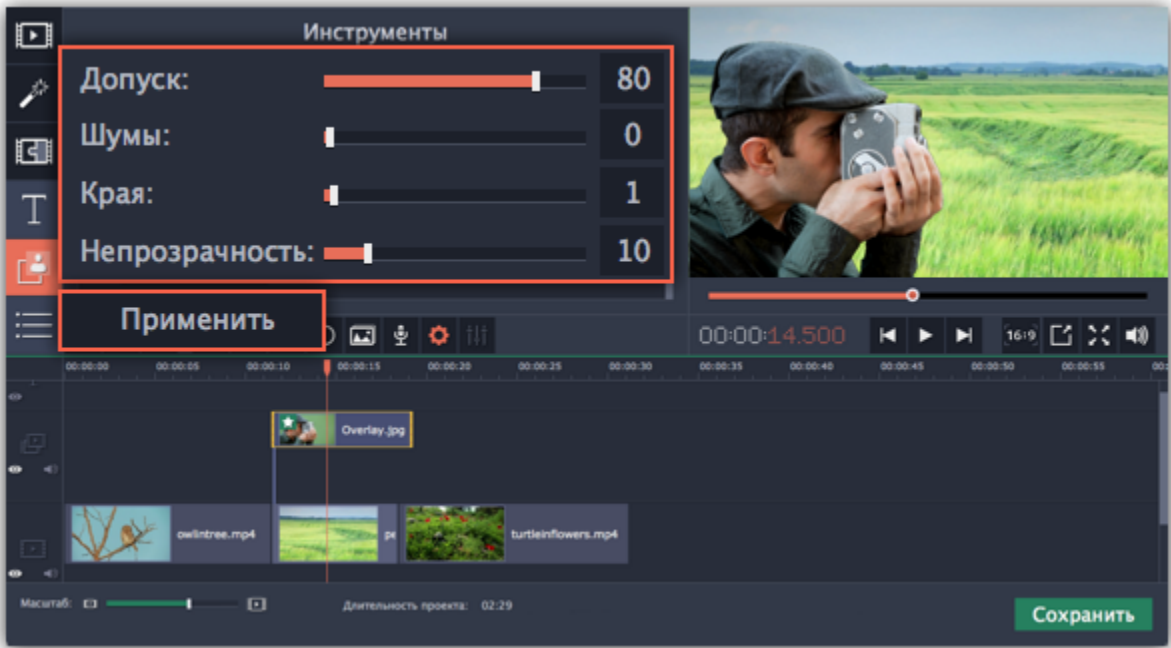 Инструменты
Допуск: 80
Шумы: 0
Края: 1
Непрозрачность: 10
Применить
T
00:00:14.500
16:9
00:00:00 00:00:05 00:00:10 00:00:15 00:00:20 00:00:25 00:00:30 00:00:35 00:00:40 00:00:45 00:00:50 00:00:55 00:
Overlay.jpg
owlintree.mp4 pe turtleinflowers.mp4
Масштаб: Длительность проекта: 02:29
Сохранить